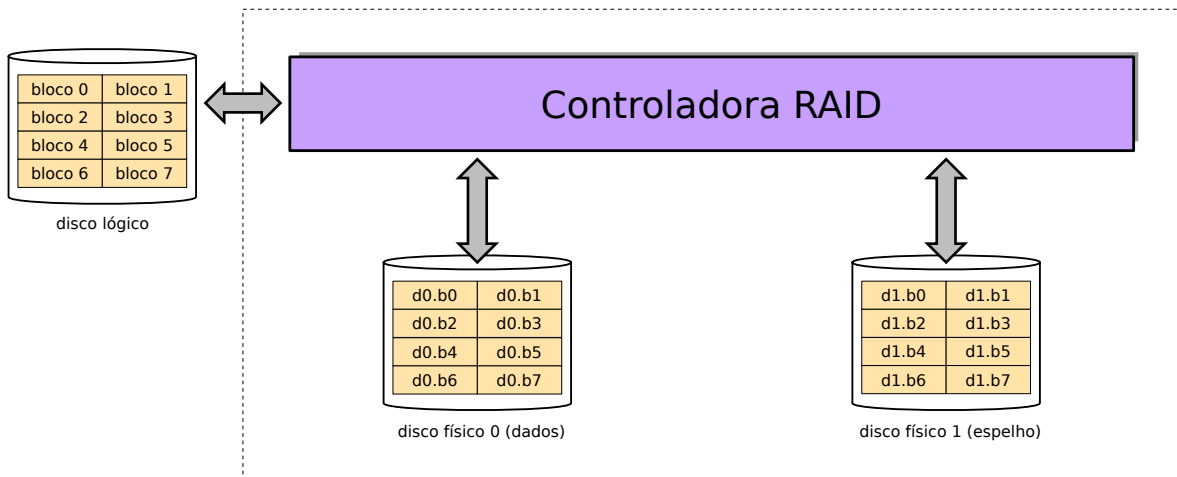 Controladora RAID
bloco 0 bloco 1
bloco 2 bloco 3
bloco 4 bloco 5
bloco 6 bloco 7
disco lógico
d0.b0 d0.b1
d0.b2 d0.b3
d0.b4 d0.b5
d0.b6 d0.b7
disco físico 0 (dados)
d1.b0 d1.b1
d1.b2 d1.b3
d1.b4 d1.b5
d1.b6 d1.b7
disco físico 1 (espelho)